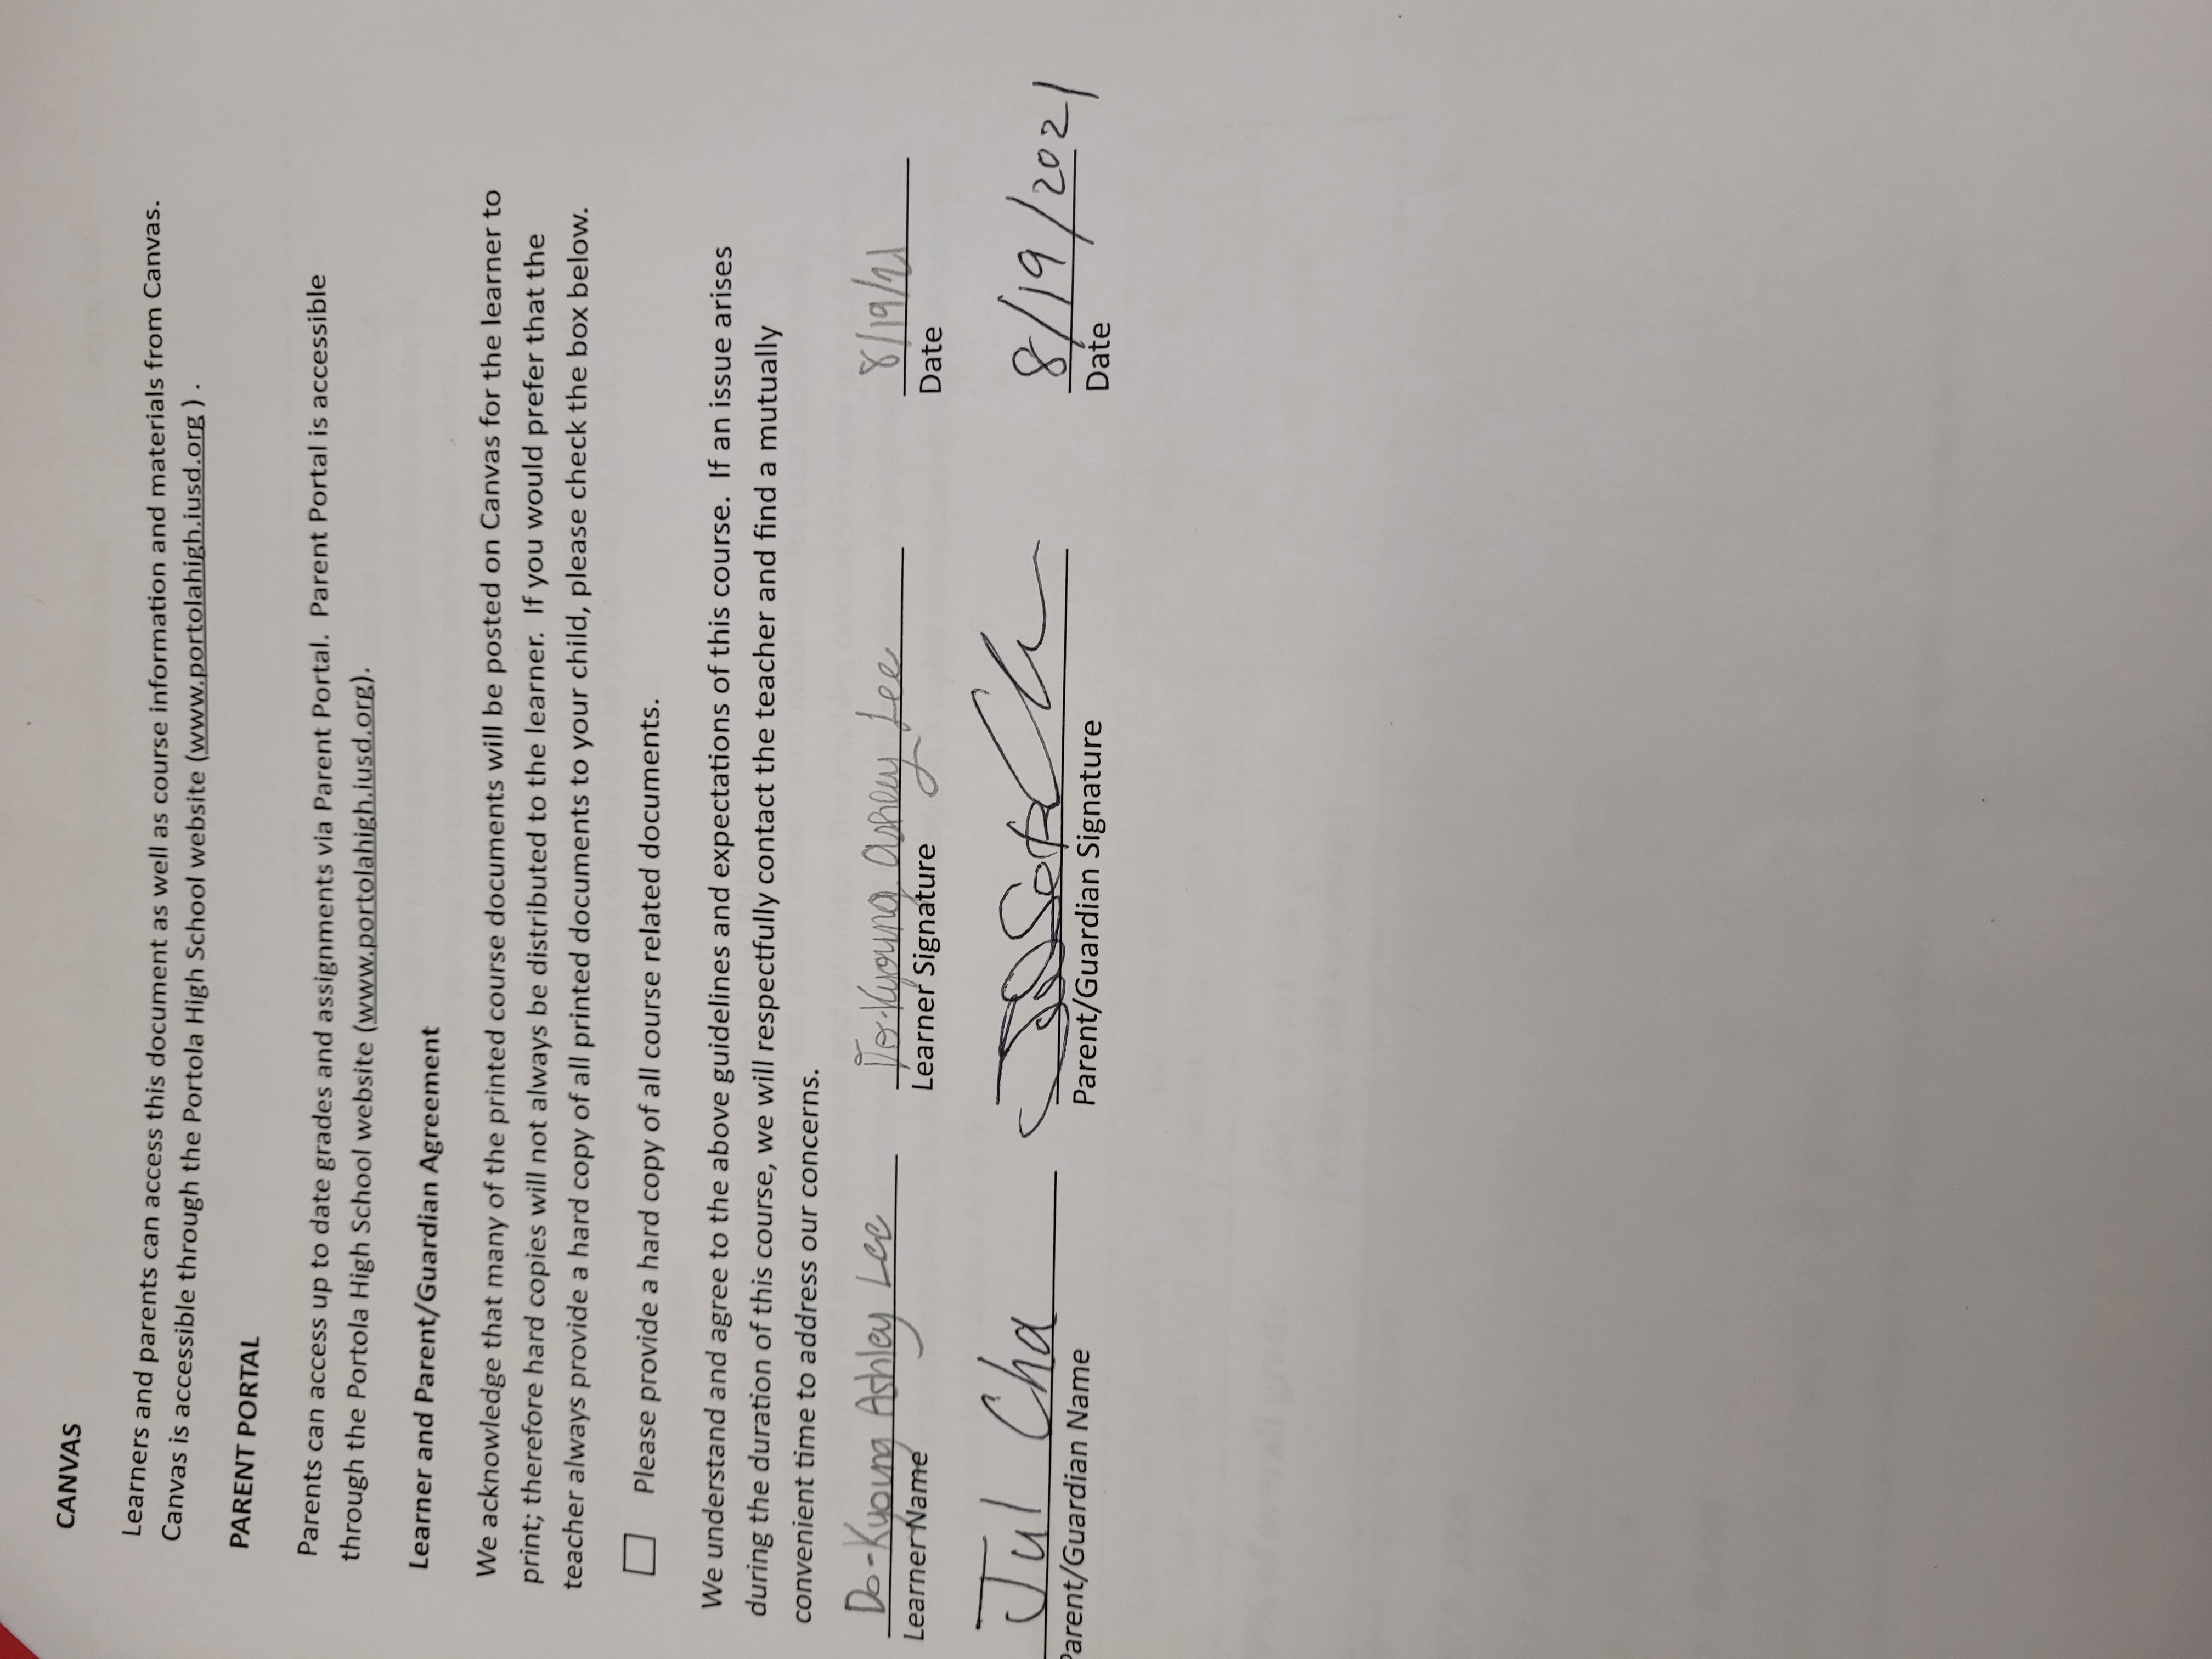 CANVAS
Learners and parents can access this document as well as course information and materials from Canvas.
Canvas is accessible through the Portola High School website (www.portolahigh.iusd.org ) .
PARENT PORTAL
Parents can access up to date grades and assignments via Parent Portal.  Parent Portal is accessible
through the Portola High School website (www.portolahigh.iusd.org).
Learner and Parent/Guardian Agreement
We acknowledge that many of the printed course documents will be posted on Canvas for the learner to
print; therefore hard copies will not always be distributed to the learner.  If you would prefer that the
teacher always provide a hard copy of all printed documents to your child, please check the box below.
Please provide a hard copy of all course related documents.
We understand and agree to the above guidelines and expectations of this course.  If an issue arises
during the duration of this course, we will respectfully contact the teacher and find a mutually
convenient time to address our concerns.
Do-Kyoung Ashley Lee Do-Kyoung Ashley Lee 8/19/21
Learner Name Learner Signature Date
Jul Cha Cha 8/19/2021
Parent/Guardian Name Parent/Guardian Signature Date